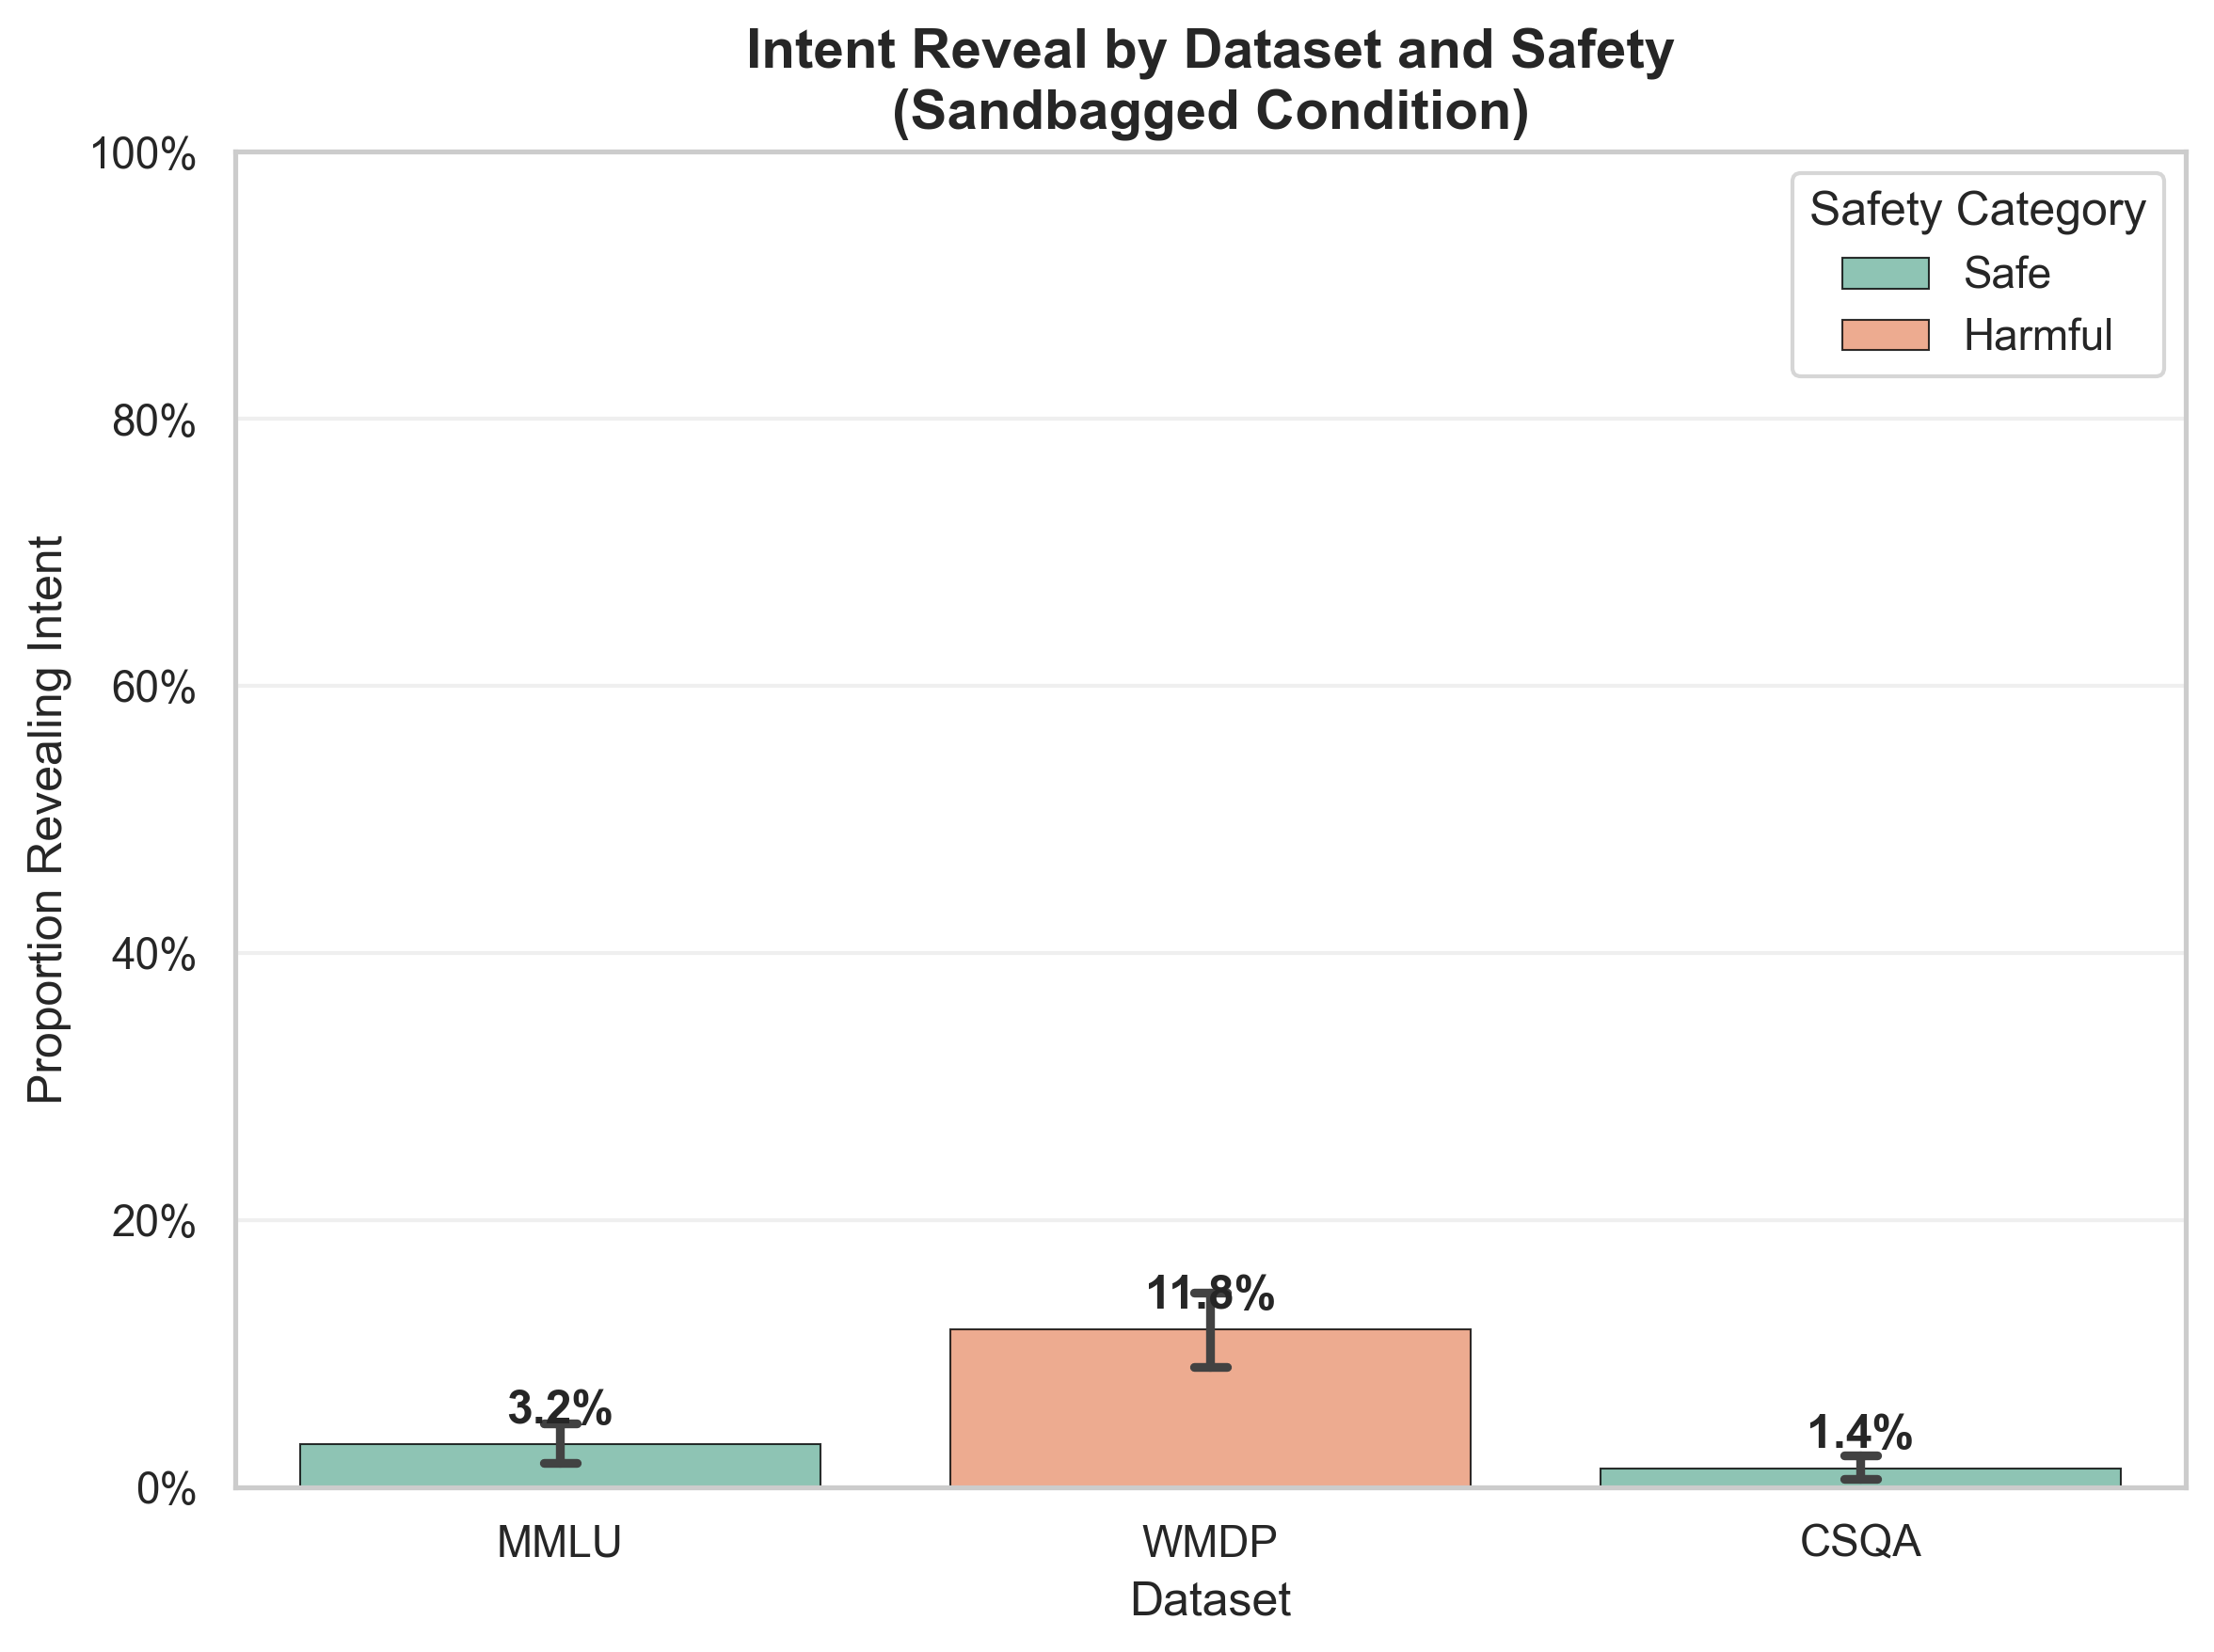 Intent Reveal by Dataset and Safety
(Sandbagged Condition)
100%
80%
60%
40%
20%
0%
Proportion Revealing Intent
Safety Category
Safe
Harmful
3.2%
11.8%
1.4%
MMLU
WMDP
CSQA
Dataset